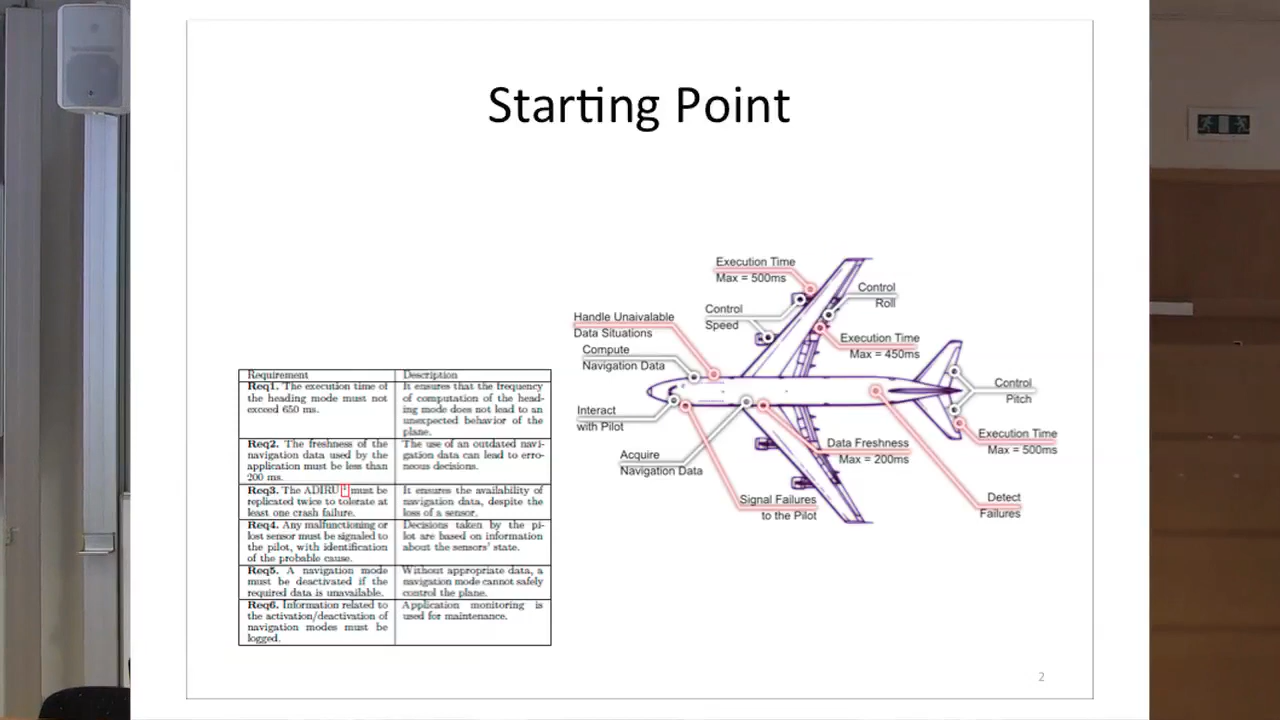 Starting Point
Requirement
Description
Req1. The execution time of
the heading mode must not
exceed 650 ms.
It ensures that the frequency
of computation of the head-
ing mode does not lead to an
unexpected behavior of the
plane.
Req2. The freshness of the
navigation data used by the
application must be less than
200 ms.
The use of an outdated navi-
gation data can lead to erro-
neous decisions.
Req3. The ADIRU must be
replicated twice to tolerate at
least one crash failure.
It ensures the availability of
navigation data, despite the
loss of a sensor.
Req4. Any malfunctioning or
lost sensor must be signaled to
the pilot, with identification
of the probable cause.
Decisions taken by the pi-
lot are based on information
about the sensors' state.
Req5. A navigation mode
must be deactivated if the
required data is unavailable.
Without appropriate data, a
navigation mode cannot safely
control the plane.
Req6. Information related to
the activation/deactivation of
navigation modes must be
logged.
Application monitoring is
used for maintenance.
Execution Time
Max = 500ms
Control
Roll
Control
Speed
Handle Unaivalable
Data Situations
Execution Time
Max = 450ms
Compute
Navigation Data
Control
Pitch
Interact
with Pilot
Execution Time
Max = 500ms
Data Freshness
Max = 200ms
Acquire
Navigation Data
Signal Failures
to the Pilot
Detect
Failures
2